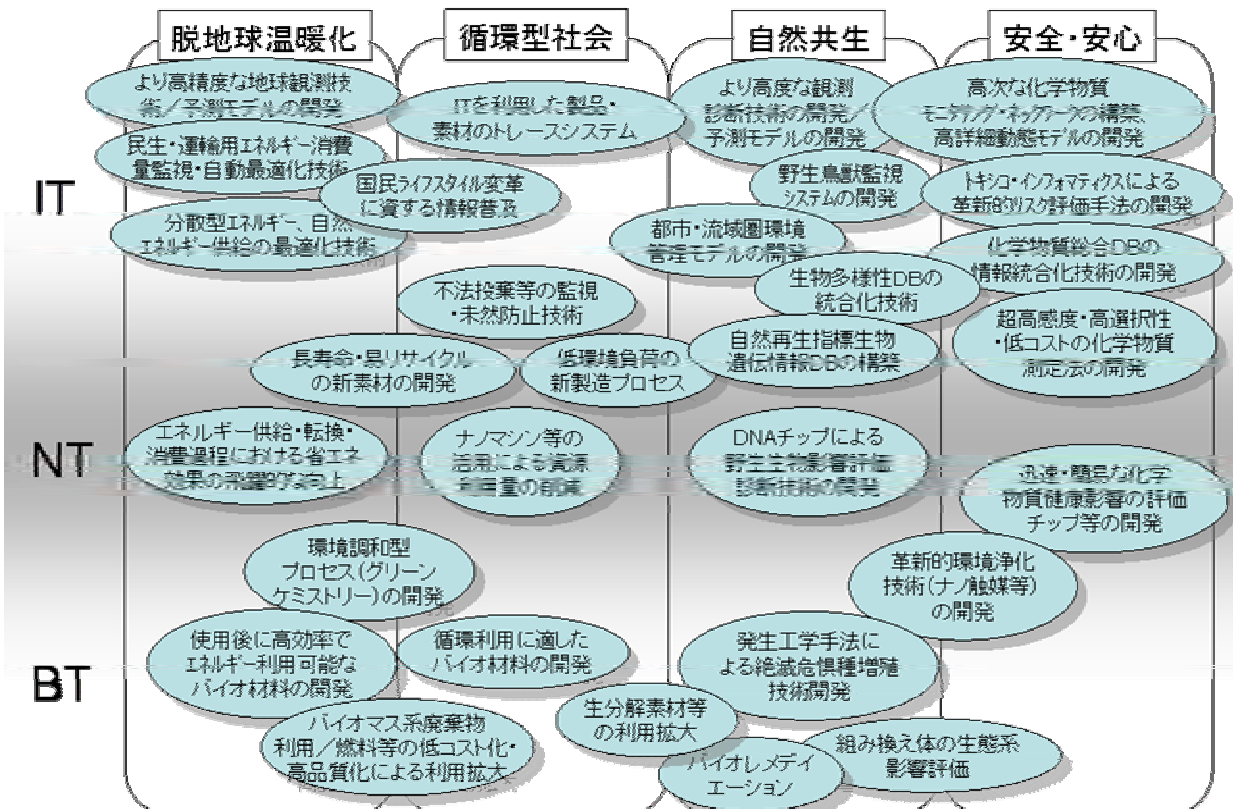 脱地球温暖化
循環型社会
自然共生
安全・安心
IT
より高精度な地球観測技
術／予測モデルの開発
ITを利用した製品・
素材のトレースシステム
より高度な観測
診断技術の開発／
予測モデルの開発
高次な化学物質
モニタリング・ネットワークの構築、
高詳細動態モデルの開発
民生・運輸用エネルギー消費
量監視・自動最適化技術
国民ライフスタイル変革
に資する情報普及
野生鳥獣監視
システムの開発
トキシコ・インフォマティクスによる
革新的リスク評価手法の開発
分散型エネルギー、自然
エネルギー供給の最適化技術
都市・流域圏環境
管理モデルの開発
化学物質総合DBの
情報統合化技術の開発
不法投棄等の監視
・未然防止技術
生物多様性DBの
統合化技術
超高感度・高選択性
・低コストの化学物質
測定法の開発
長寿命・易リサイクル
の新素材の開発
低環境負荷の
新製造プロセス
自然再生指標生物
遺伝情報DBの構築
NT
エネルギー供給・転換・
消費過程における省エネ
効果の飛躍的な向上
ナノマシン等の
活用による資源
利用量の削減
DNAチップによる
野生生物影響評価
診断技術の開発
迅速・簡易な化学
物質健康影響の評価
チップ等の開発
環境調和型
プロセス(グリーン
ケミストリー)の開発
革新的環境浄化
技術(ナノ触媒等)
の開発
BT
使用後に高効率で
エネルギー利用可能な
バイオ材料の開発
循環利用に適した
バイオ材料の開発
発生工学手法に
よる絶滅危惧種増殖
技術開発
バイオマス系廃棄物
利用／燃料等の低コスト化・
高品質化による利用拡大
生分解素材等
の利用拡大
バイオレメディ
エーション
組み換え体の生態系
影響評価